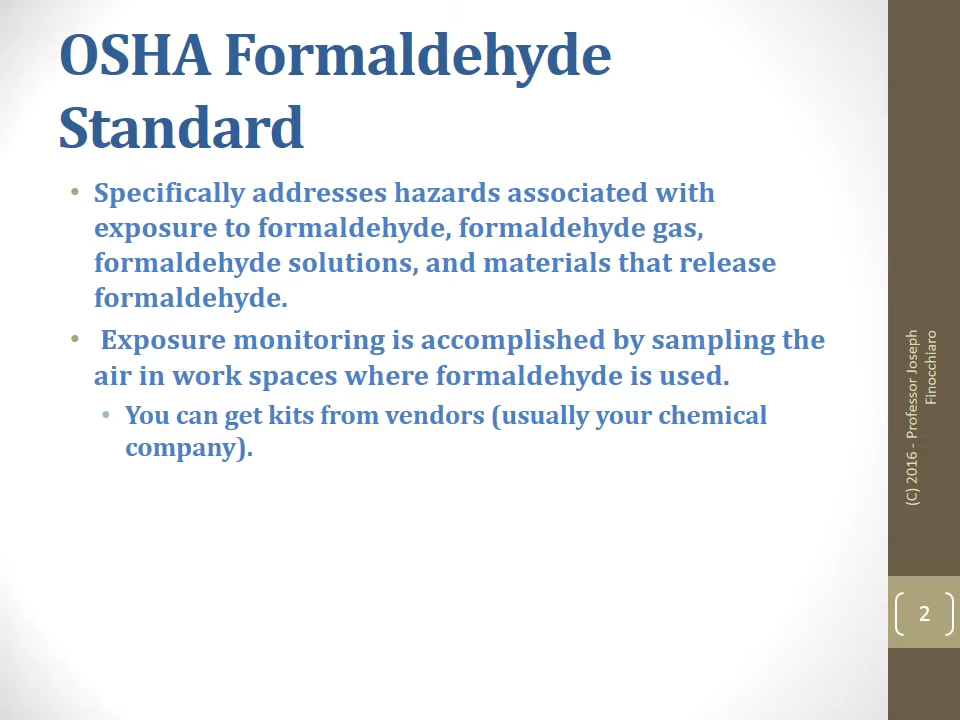 OSHA Formaldehyde
Standard
• Specifically addresses hazards associated with
exposure to formaldehyde, formaldehyde gas,
formaldehyde solutions, and materials that release
formaldehyde.
• Exposure monitoring is accomplished by sampling the
air in work spaces where formaldehyde is used.
• You can get kits from vendors (usually your chemical
company).
(C) 2016 - Professor Joseph
Finocchiaro
2